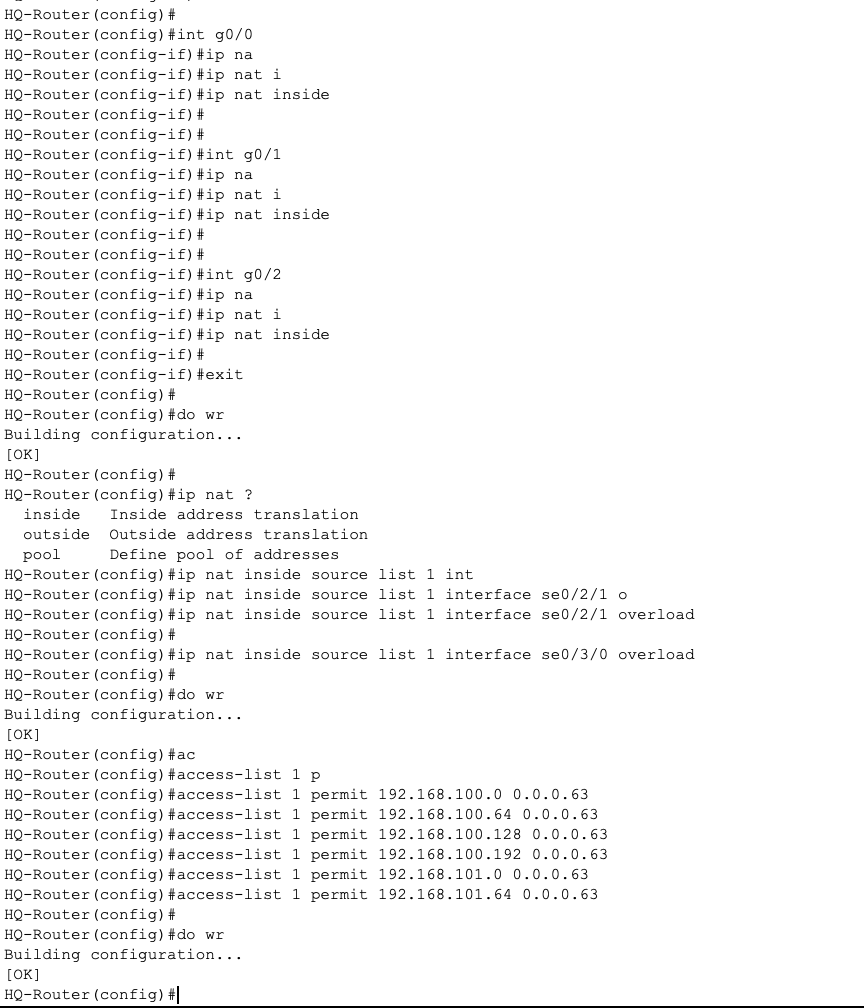 HQ-Router(config)#
HQ-Router(config)#int g0/0
HQ-Router(config-if)#ip na
HQ-Router(config-if)#ip nat i
HQ-Router(config-if)#ip nat inside
HQ-Router(config-if)#
HQ-Router(config-if)#
HQ-Router(config-if)#int g0/1
HQ-Router(config-if)#ip na
HQ-Router(config-if)#ip nat i
HQ-Router(config-if)#ip nat inside
HQ-Router(config-if)#
HQ-Router(config-if)#
HQ-Router(config-if)#int g0/2
HQ-Router(config-if)#ip na
HQ-Router(config-if)#ip nat i
HQ-Router(config-if)#ip nat inside
HQ-Router(config-if)#
HQ-Router(config-if)#exit
HQ-Router(config)#
HQ-Router(config)#do wr
Building configuration...
[OK]
HQ-Router(config)#
HQ-Router(config)#ip nat ?
  inside   Inside address translation
  outside  Outside address translation
  pool     Define pool of addresses
HQ-Router(config)#ip nat inside source list 1 int
HQ-Router(config)#ip nat inside source list 1 interface se0/2/1 o
HQ-Router(config)#ip nat inside source list 1 interface se0/2/1 overload
HQ-Router(config)#
HQ-Router(config)#ip nat inside source list 1 interface se0/3/0 overload
HQ-Router(config)#
HQ-Router(config)#do wr
Building configuration...
[OK]
HQ-Router(config)#ac
HQ-Router(config)#access-list 1 p
HQ-Router(config)#access-list 1 permit 192.168.100.0 0.0.0.63
HQ-Router(config)#access-list 1 permit 192.168.100.64 0.0.0.63
HQ-Router(config)#access-list 1 permit 192.168.100.128 0.0.0.63
HQ-Router(config)#access-list 1 permit 192.168.100.192 0.0.0.63
HQ-Router(config)#access-list 1 permit 192.168.101.0 0.0.0.63
HQ-Router(config)#access-list 1 permit 192.168.101.64 0.0.0.63
HQ-Router(config)#
HQ-Router(config)#do wr
Building configuration...
[OK]
HQ-Router(config)#